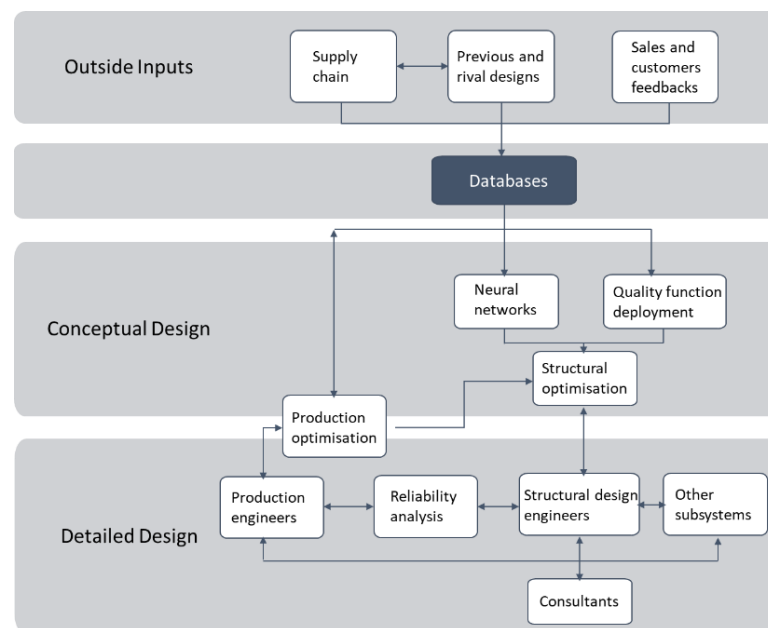 Outside Inputs
Supply
chain
Previous and
rival designs
Sales and
customers
feedbacks
Databases
Conceptual Design
Neural
networks
Quality function
deployment
Structural
optimisation
Production
optimisation
Detailed Design
Production
engineers
Reliability
analysis
Structural design
engineers
Other
subsystems
Consultants